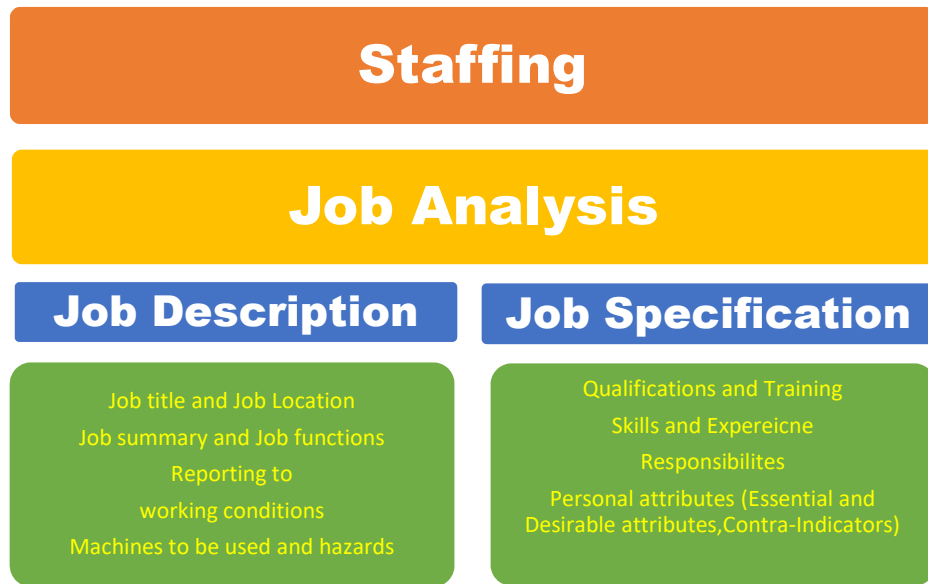 Staffing
Job Analysis
Job Description
Job Specification
Job title and Job Location
Job summary and Job functions
Reporting to
working conditions
Machines to be used and hazards
Qualifications and Training
Skills and Expereicne
Responsibilites
Personal attributes (Essential and
Desirable attributes,Contra-Indicators)